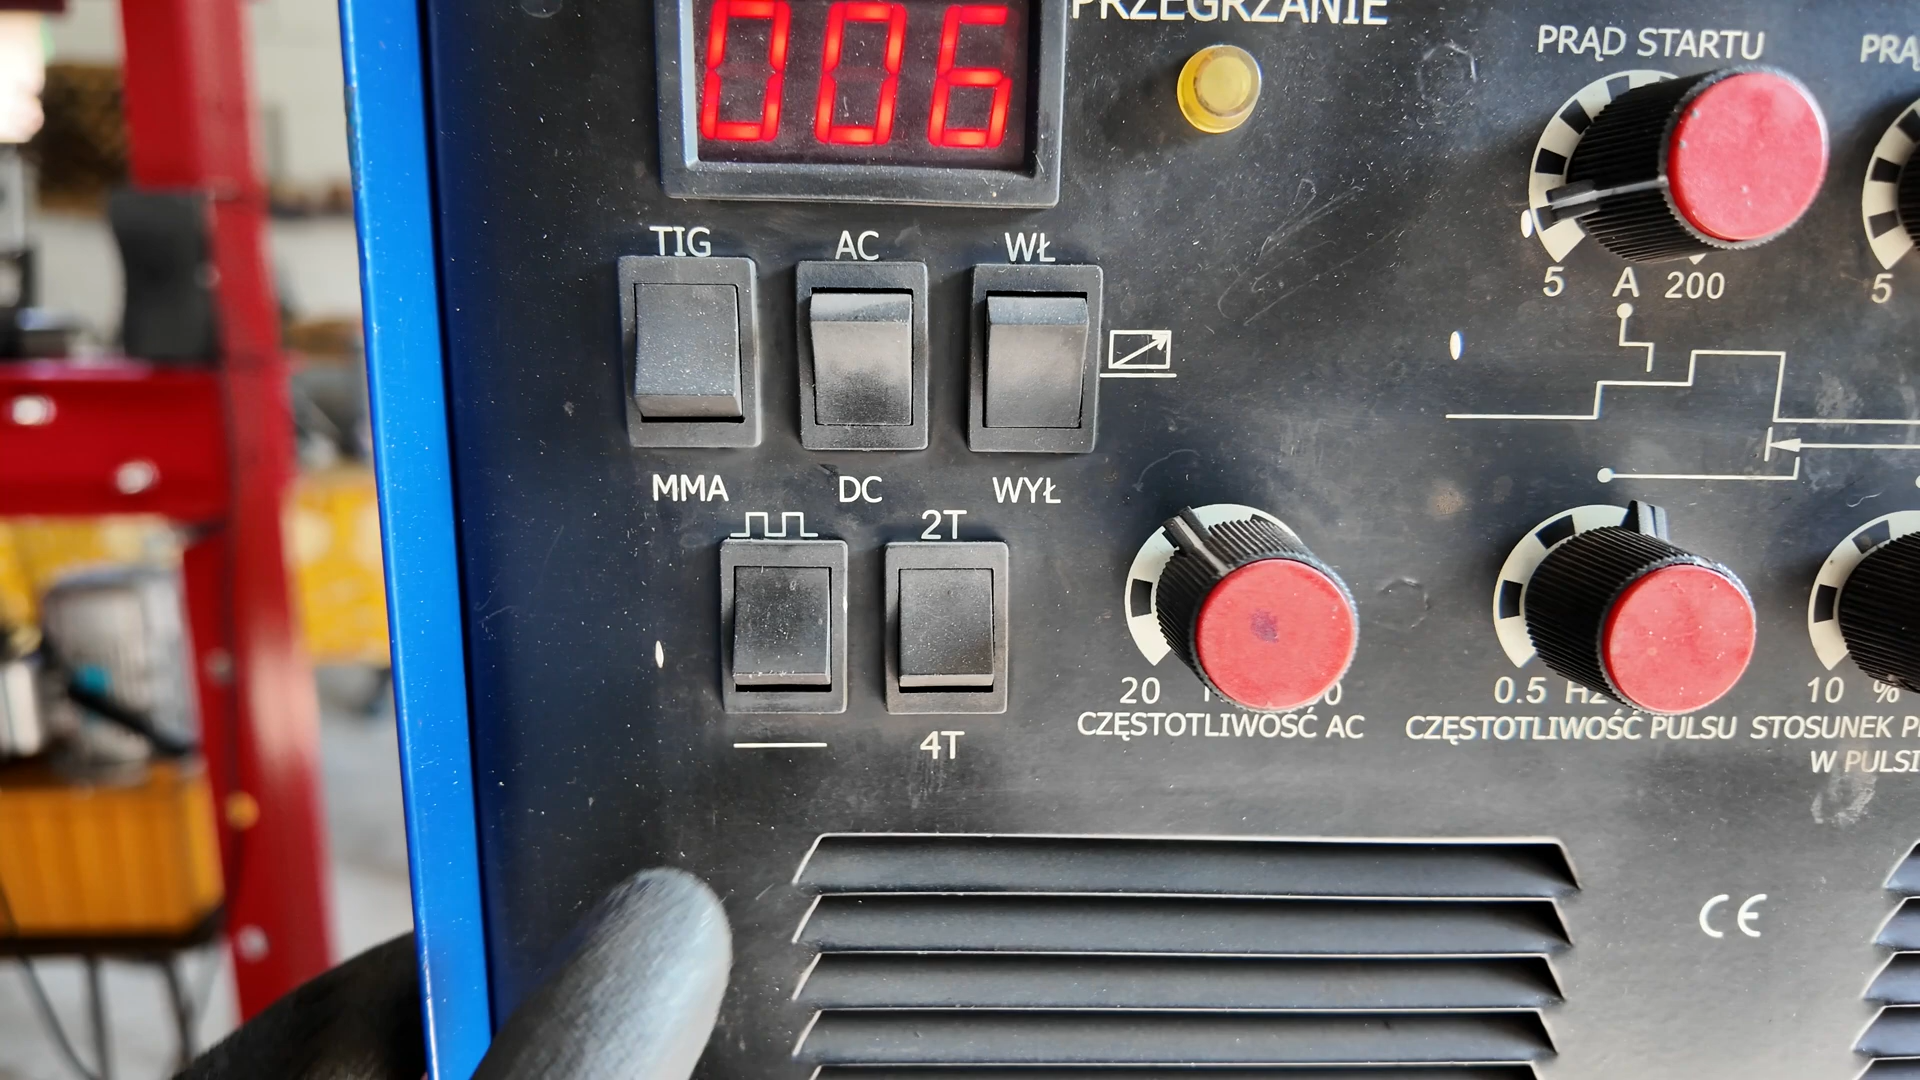 006
PRZEGRZANIE
PRĄD STARTU
5 A 200
5
TIG AC WŁ
MMA DC WYŁ
2T
4T
20
CZĘSTOTLIWOŚĆ AC
0.5 HZ
CZĘSTOTLIWOŚĆ PULSU
10 %
STOSUNEK
W PULSI
CE